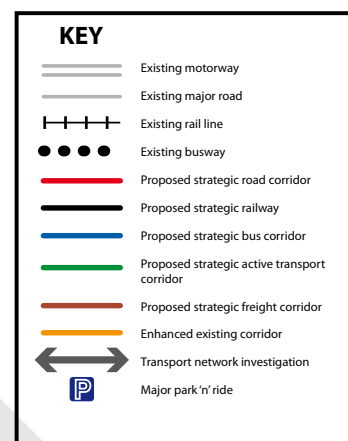 KEY
Existing motorway
Existing major road
Existing rail line
Existing busway
Proposed strategic road corridor
Proposed strategic railway
Proposed strategic bus corridor
Proposed strategic active transport
corridor
Proposed strategic freight corridor
Enhanced existing corridor
Transport network investigation
P
Major park ‘n’ ride